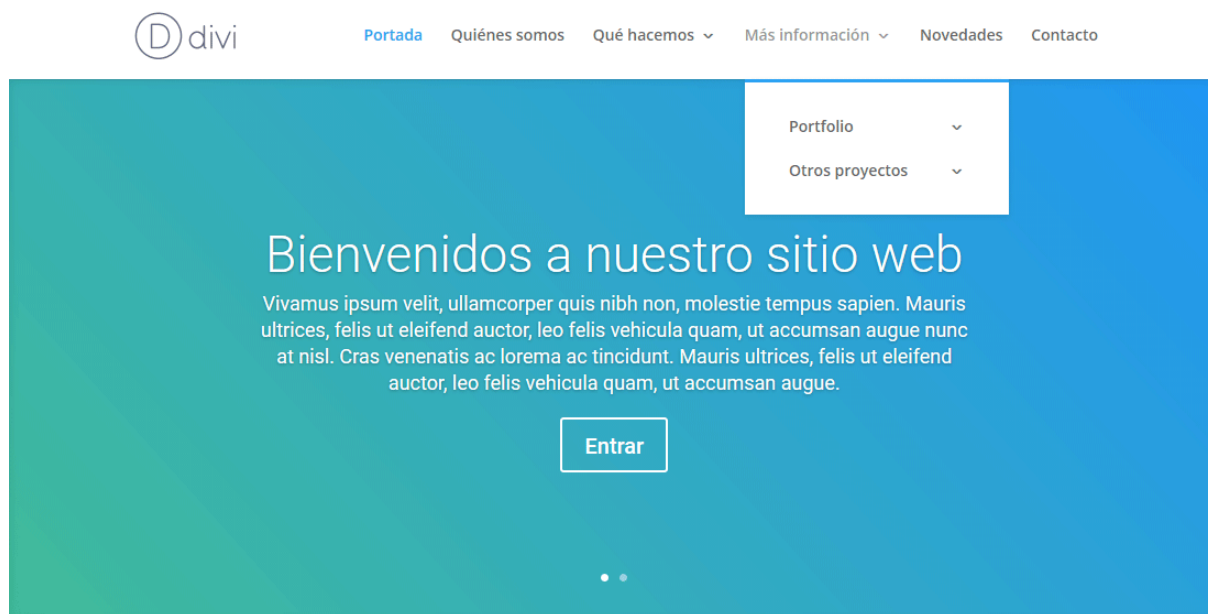 D divi
Portada Quiénes somos Qué hacemos Más información Novedades Contacto
Portfolio
Otros proyectos
Bienvenidos a nuestro sitio web
Vivamus ipsum velit, ullamcorper quis nibh non, molestie tempus sapien. Mauris
ultrices, felis ut eleifend auctor, leo felis vehicula quam, ut accumsan augue nunc
at nisl. Cras venenatis ac lorema ac tincidunt. Mauris ultrices, felis ut eleifend
auctor, leo felis vehicula quam, ut accumsan augue.
Entrar